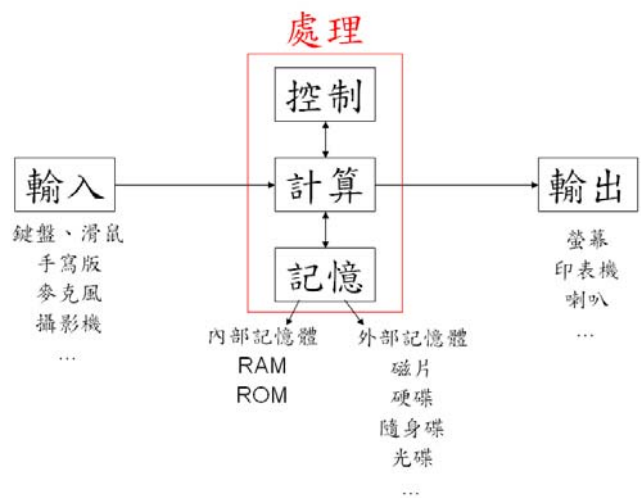 處理
控制
輸入
計算
輸出
記憶
鍵盤、滑鼠
手寫版
麥克風
攝影機
...
螢幕
印表機
喇叭
...
內部記憶體
RAM
ROM
外部記憶體
磁片
硬碟
隨身碟
光碟
...